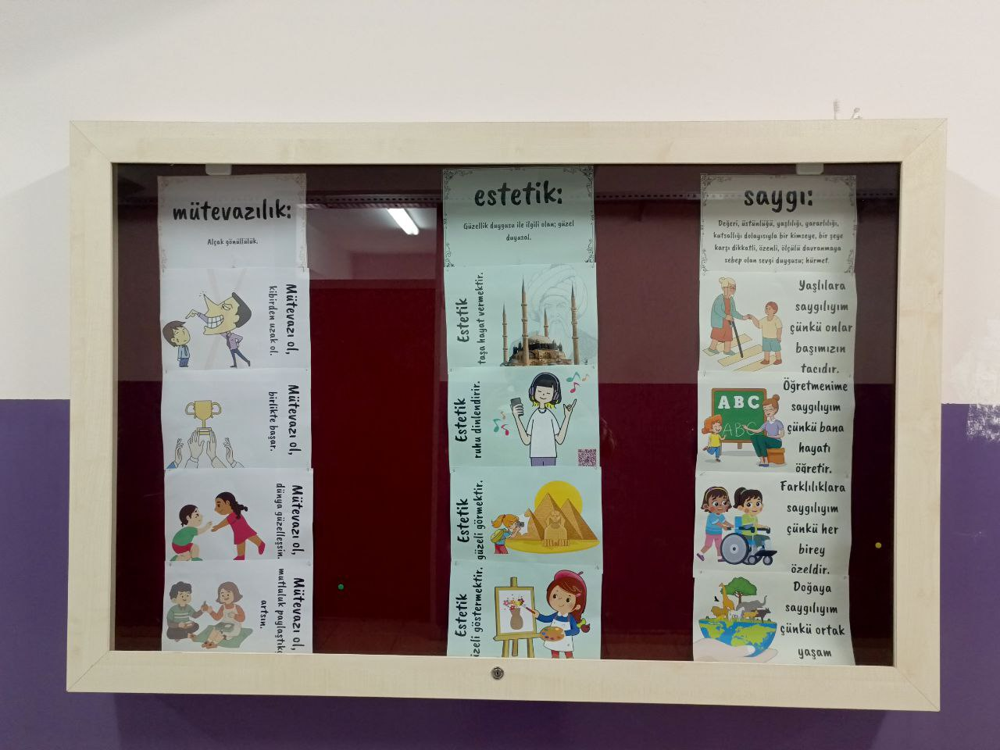 mütevazılık:
Alçak gönüllülük.
Mütevazı ol,
kibirden uzak ol.
Mütevazı ol,
birlikte başar.
Mütevazı ol,
dünya güzelleşsin.
Mütevazı ol,
mutluluk paylaştıkça
artsın.
estetik:
Güzellik duygusu ile ilgili olan; güzel
duyusal.
Estetik
taşa hayat vermektir.
Estetik
ruhu dinlendirir.
Estetik
güzeli görmektir.
Estetik
izeli göstermektir.
saygı:
Değeri, üstünlüğü, yaşlılığı, yararlılığı,
kutsallığı dolayısıyla bir kimseye, bir şeye
karşı dikkatli, özenli, ölçülü davranmaya
sebep olan sevgi duygusu; hürmet.
Yaşlılara
saygılıyım
çünkü onlar
başımızın
tacıdır.
ABC
ABC
Öğretmenime
saygılıyım
çünkü bana
hayatı
öğretir.
Farklılıklara
saygılıyım
çünkü her
birey
özeldir.
Doğaya
saygılıyım
çünkü ortak
yaşam